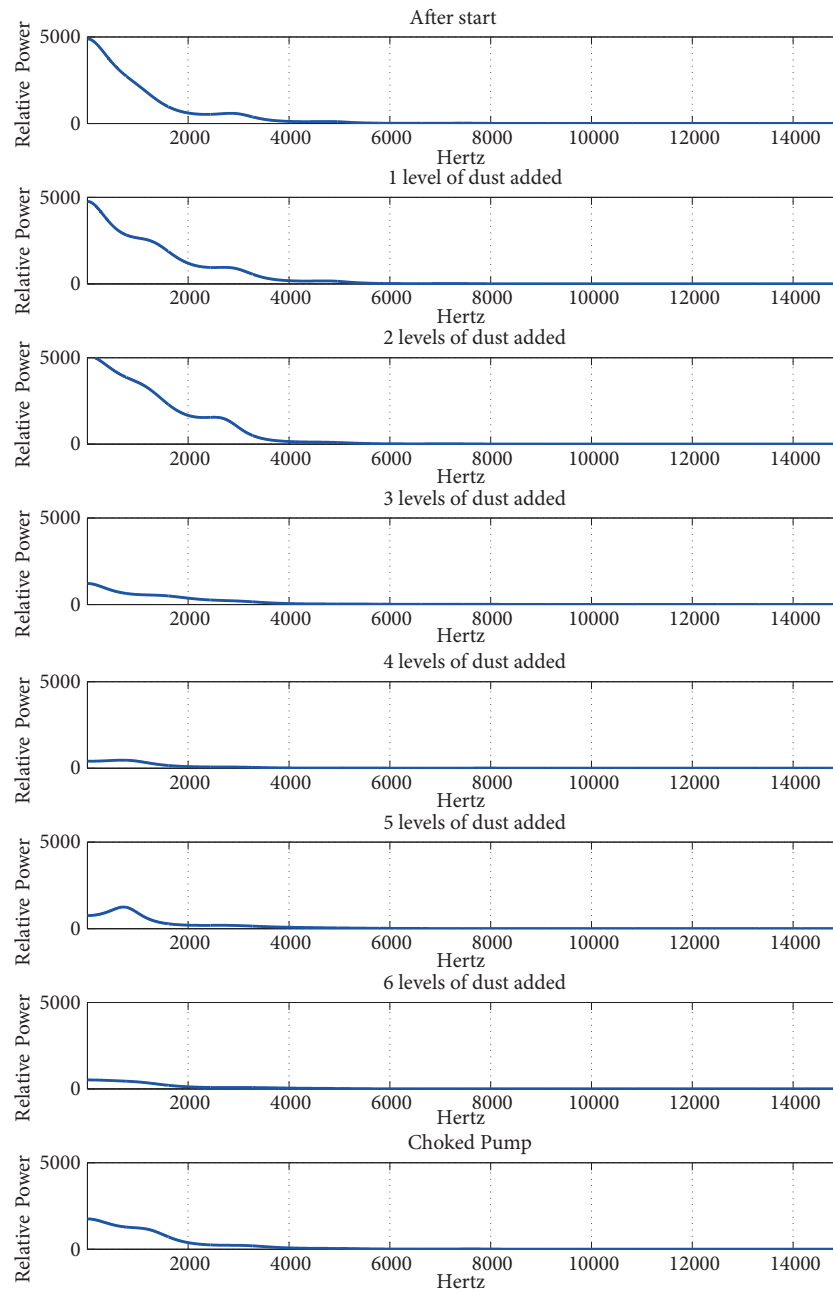 After start
Relative Power
5000
0
2000 4000 6000 8000 10000 12000 14000
Hertz
1 level of dust added
Relative Power
5000
0
2000 4000 6000 8000 10000 12000 14000
Hertz
2 levels of dust added
Relative Power
5000
0
2000 4000 6000 8000 10000 12000 14000
Hertz
3 levels of dust added
Relative Power
5000
0
2000 4000 6000 8000 10000 12000 14000
Hertz
4 levels of dust added
Relative Power
5000
0
2000 4000 6000 8000 10000 12000 14000
Hertz
5 levels of dust added
Relative Power
5000
0
2000 4000 6000 8000 10000 12000 14000
Hertz
6 levels of dust added
Relative Power
5000
0
2000 4000 6000 8000 10000 12000 14000
Hertz
Choked Pump
Relative Power
5000
0
2000 4000 6000 8000 10000 12000 14000
Hertz